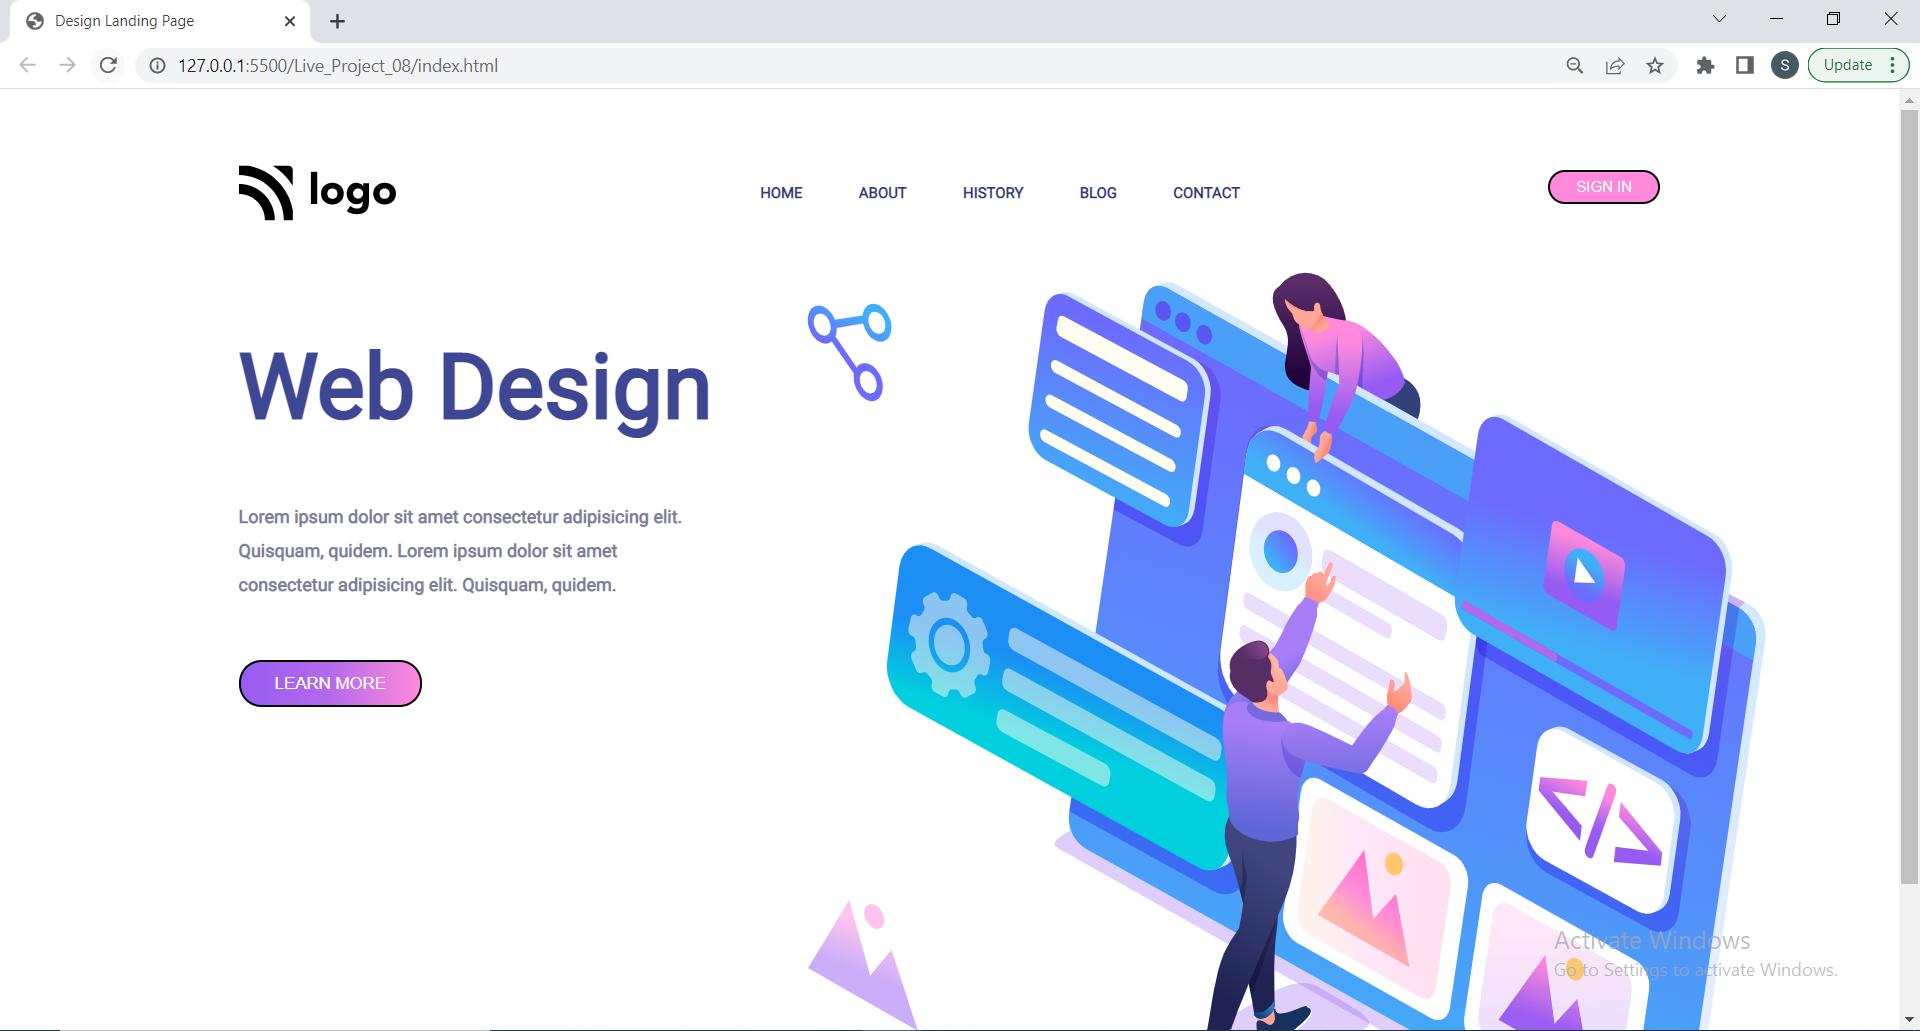 Design Landing Page
127.0.0.1:5500/Live_Project_08/index.html
S
Update
logo
HOME
ABOUT
HISTORY
BLOG
CONTACT
SIGN IN
Web Design
Lorem ipsum dolor sit amet consectetur adipisicing elit.
Quisquam, quidem. Lorem ipsum dolor sit amet
consectetur adipisicing elit. Quisquam, quidem.
LEARN MORE
</>
Activate Windows
Go to Settings to activate Windows.